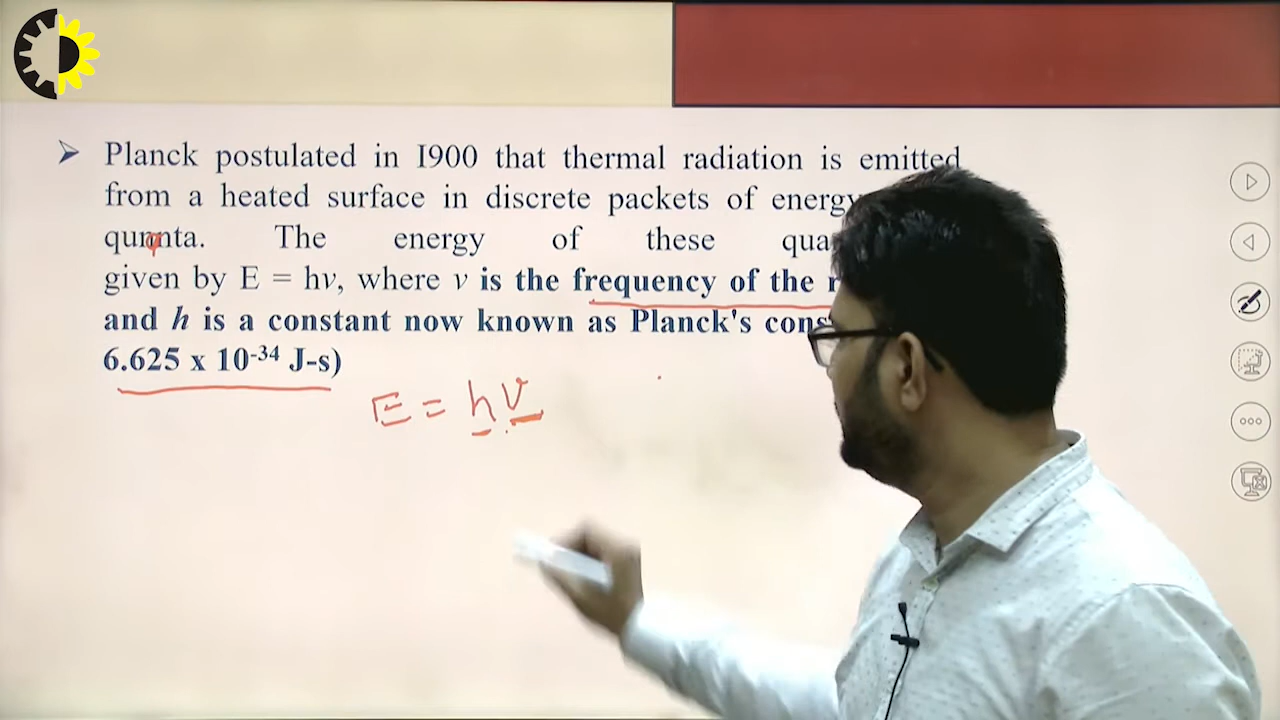 Planck postulated in I900 that thermal radiation is emitted
from a heated surface in discrete packets of energy
The energy of these
given by E = hν, where ν is the frequency of the
and h is a constant now known as Planck's
6.625 x 10⁻³⁴ J-s)
E = hν